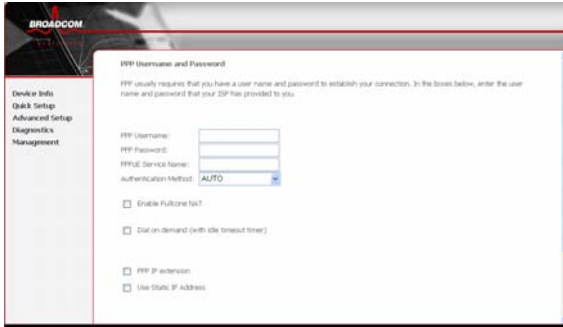 BROADCOM
Device Info
Quick Setup
Advanced Setup
Diagnostics
Management
PPP Username and Password
PPP usually requires that you have a user name and password to establish your connection. In the boxes below, enter the user
name and password that your ISP has provided to you.
PPP Username:
PPP Password:
PPPoE Service Name:
Authentication Method: AUTO
Enable Fullcone NAT
Dial on demand (with idle timeout timer)
PPP IP extension
Use Static IP Address